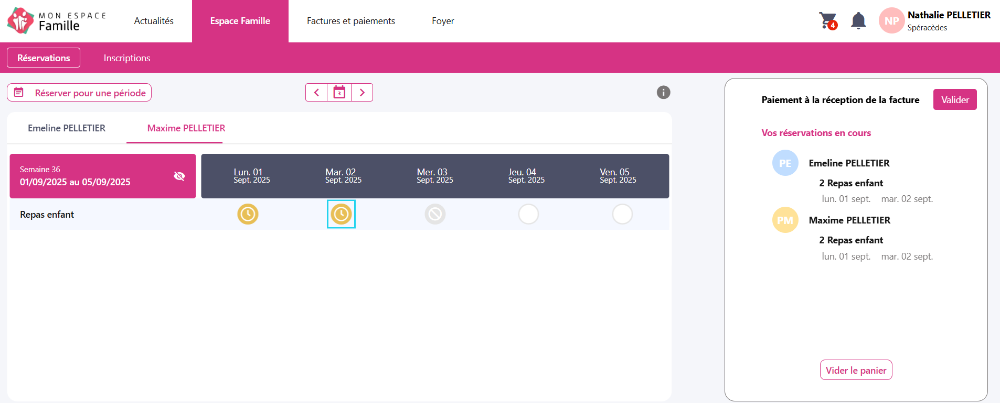 MON ESPACE
Famille
Actualités
Espace Famille
Factures et paiements
Foyer
4
NP
Nathalie PELLETIER
Spéracèdes
Réservations
Inscriptions
Réserver pour une période
3
i
Emeline PELLETIER
Maxime PELLETIER
Semaine 36
01/09/2025 au 05/09/2025
Lun. 01
Sept. 2025
Mar. 02
Sept. 2025
Mer. 03
Sept. 2025
Jeu. 04
Sept. 2025
Ven. 05
Sept. 2025
Repas enfant
Paiement à la réception de la facture
Valider
Vos réservations en cours
PE
Emeline PELLETIER
2 Repas enfant
lun. 01 sept. mar. 02 sept.
PM
Maxime PELLETIER
2 Repas enfant
lun. 01 sept. mar. 02 sept.
Vider le panier